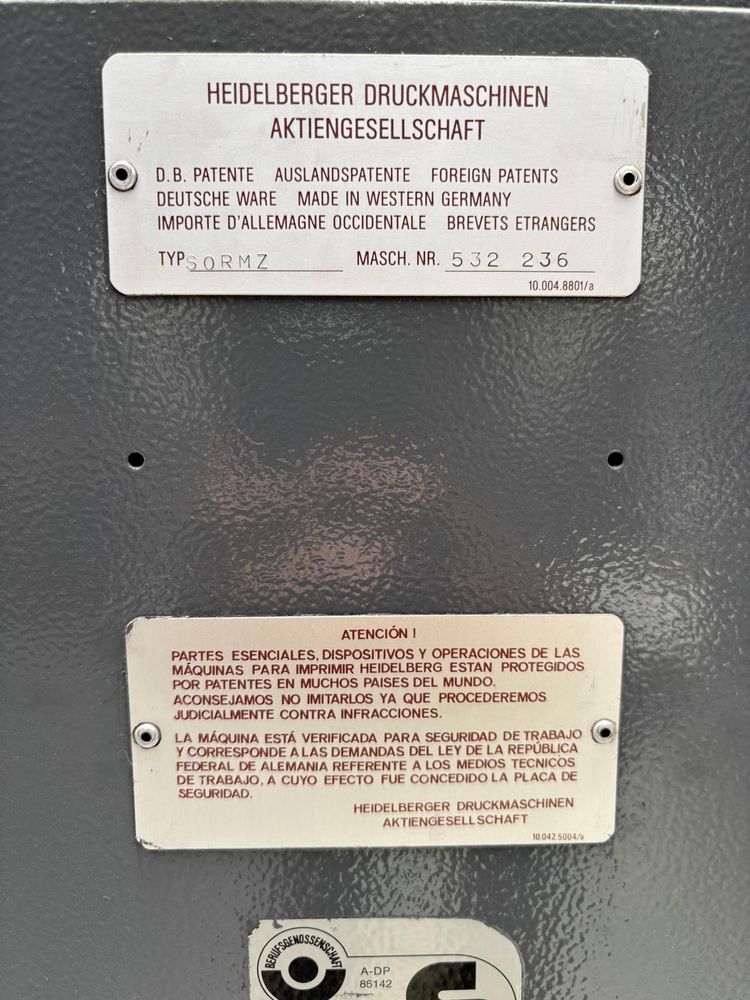 HEIDELBERGER DRUCKMASCHINEN
AKTIENGESELLSCHAFT
D.B. PATENTE AUSLANDSPATENTE FOREIGN PATENTS
DEUTSCHE WARE MADE IN WESTERN GERMANY
IMPORTE D'ALLEMAGNE OCCIDENTALE BREVETS ETRANGERS
TYP SORMZ MASCH. NR. 532 236
10.004.8801/a
ATENCIÓN !
PARTES ESENCIALES, DISPOSITIVOS Y OPERACIONES DE LAS
MÁQUINAS PARA IMPRIMIR HEIDELBERG ESTAN PROTEGIDOS
POR PATENTES EN MUCHOS PAISES DEL MUNDO.
ACONSEJAMOS NO IMITARLOS YA QUE PROCEDEREMOS
JUDICIALMENTE CONTRA INFRACCIONES.
LA MÁQUINA ESTÁ VERIFICADA PARA SEGURIDAD DE TRABAJO
Y CORRESPONDE A LAS DEMANDAS DEL LEY DE LA REPÚBLICA
FEDERAL DE ALEMANIA REFERENTE A LOS MEDIOS TECNICOS
DE TRABAJO, A CUYO EFECTO FUE CONCEDIDO LA PLACA DE
SEGURIDAD.
HEIDELBERGER DRUCKMASCHINEN
AKTIENGESELLSCHAFT
10.042.5004/a
BERUFSGENOSSENSCHAFT
A-DP
86142